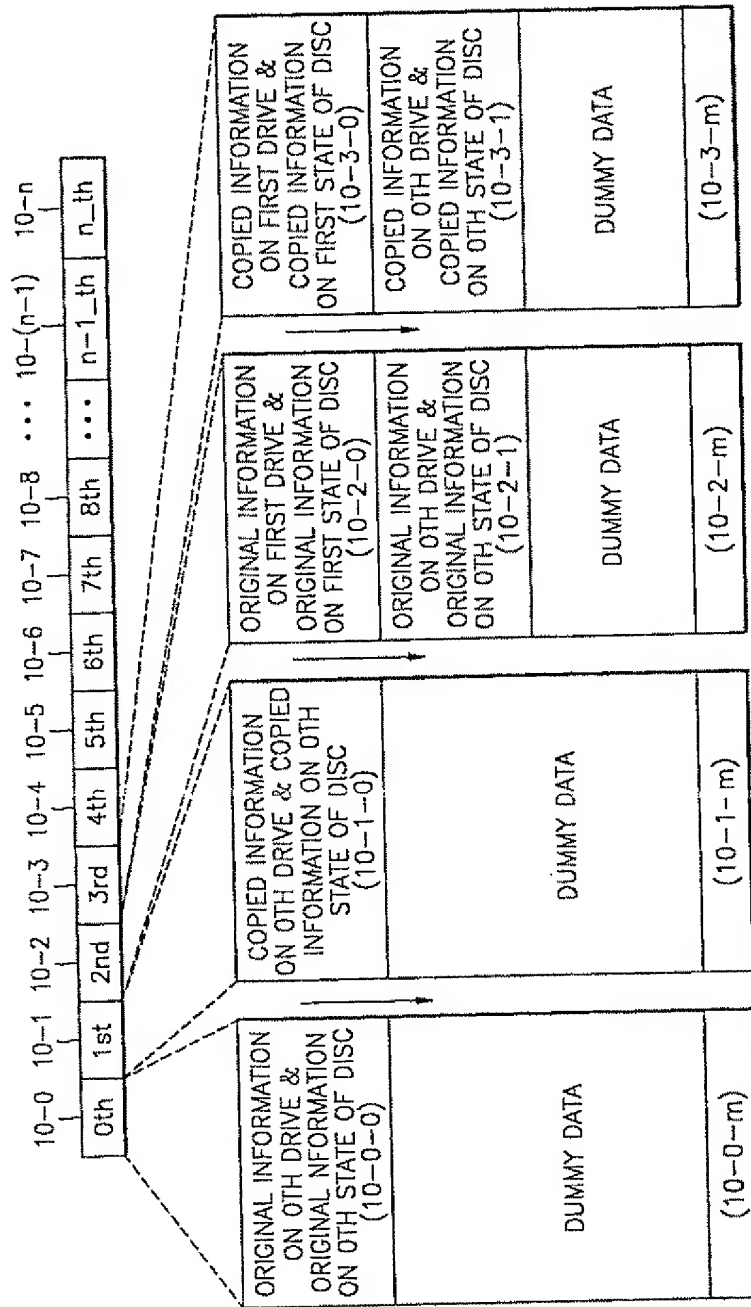 10-0 10-1 10-2 10-3 10-4 10-5 10-6 10-7 10-8 ••• 10-(n-1) 10-n
0th 1st 2nd 3rd 4th 5th 6th 7th 8th ••• n-1_th n_th
ORIGINAL INFORMATION
ON 0TH DRIVE &
ORIGINAL NFORMATION
ON 0TH STATE OF DISC
(10-0-0)
DUMMY DATA
(10-0-m)
COPIED INFORMATION
ON 0TH DRIVE & COPIED
INFORMATION ON 0TH
STATE OF DISC
(10-1-0)
DUMMY DATA
(10-1-m)
ORIGINAL INFORMATION
ON FIRST DRIVE &
ORIGINAL INFORMATION
ON FIRST STATE OF DISC
(10-2-0)
ORIGINAL INFORMATION
ON 0TH DRIVE &
ORIGINAL INFORMATION
ON 0TH STATE OF DISC
(10-2-1)
DUMMY DATA
(10-2-m)
COPIED INFORMATION
ON FIRST DRIVE &
COPIED INFORMATION
ON FIRST STATE OF DISC
(10-3-0)
COPIED INFORMATION
ON 0TH DRIVE &
COPIED INFORMATION
ON 0TH STATE OF DISC
(10-3-1)
DUMMY DATA
(10-3-m)